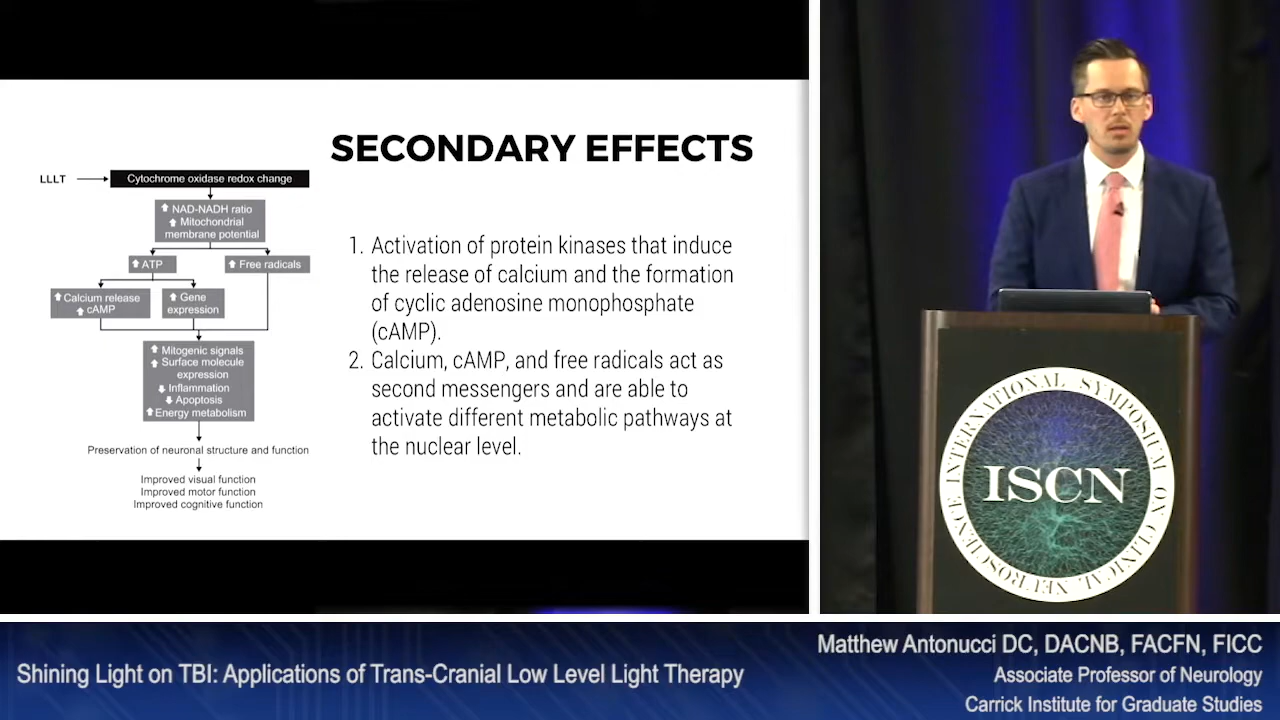 SECONDARY EFFECTS
LLLT
Cytochrome oxidase redox change
NAD-NADH ratio
Mitochondrial
membrane potential
ATP
Free radicals
Calcium release
cAMP
Gene
expression
Mitogenic signals
Surface molecule
expression
Inflammation
Apoptosis
Energy metabolism
Preservation of neuronal structure and function
Improved visual function
Improved motor function
Improved cognitive function
1. Activation of protein kinases that induce
the release of calcium and the formation
of cyclic adenosine monophosphate
(cAMP).
2. Calcium, cAMP, and free radicals act as
second messengers and are able to
activate different metabolic pathways at
the nuclear level.
INTERNATIONAL SYMPOSIUM ON CLINICAL NEUROSCIENCE
ISCN
Shining Light on TBI: Applications of Trans-Cranial Low Level Light Therapy
Matthew Antonucci DC, DACNB, FACFN, FICC
Associate Professor of Neurology
Carrick Institute for Graduate Studies